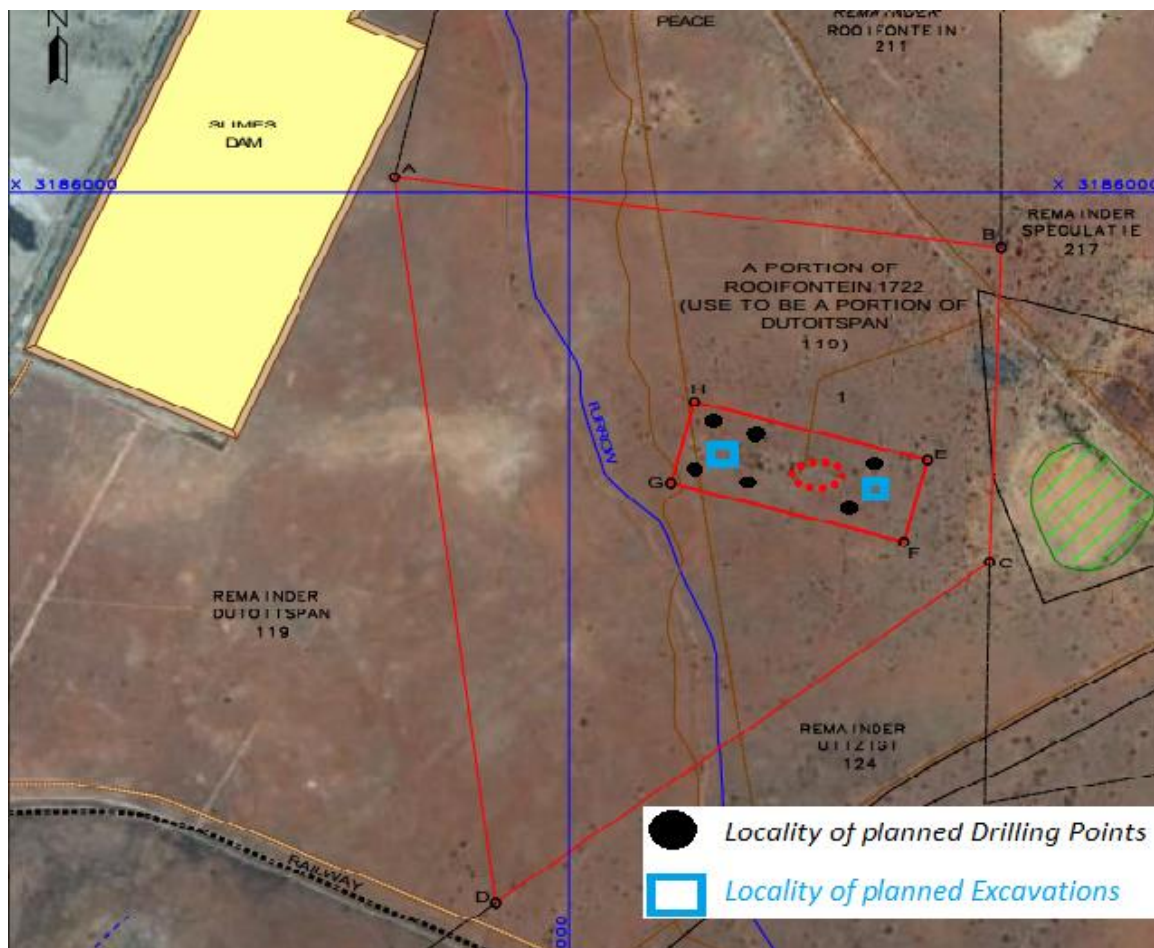 N
PEACE
REMAINDER
ROOIFONTEIN
211
SLIMES
DAM
A
X 3186000
X 3186000
REMAINDER
SPECULATIE
217
B
A PORTION OF
ROOIFONTEIN 1722
(USE TO BE A PORTION OF
DUTOITSPAN
119)
1
H
FURROW
E
G
F
C
REMAINDER
DUTOITSPAN
119
REMAINDER
124
RAILWAY
D
000
Locality of planned Drilling Points
Locality of planned Excavations